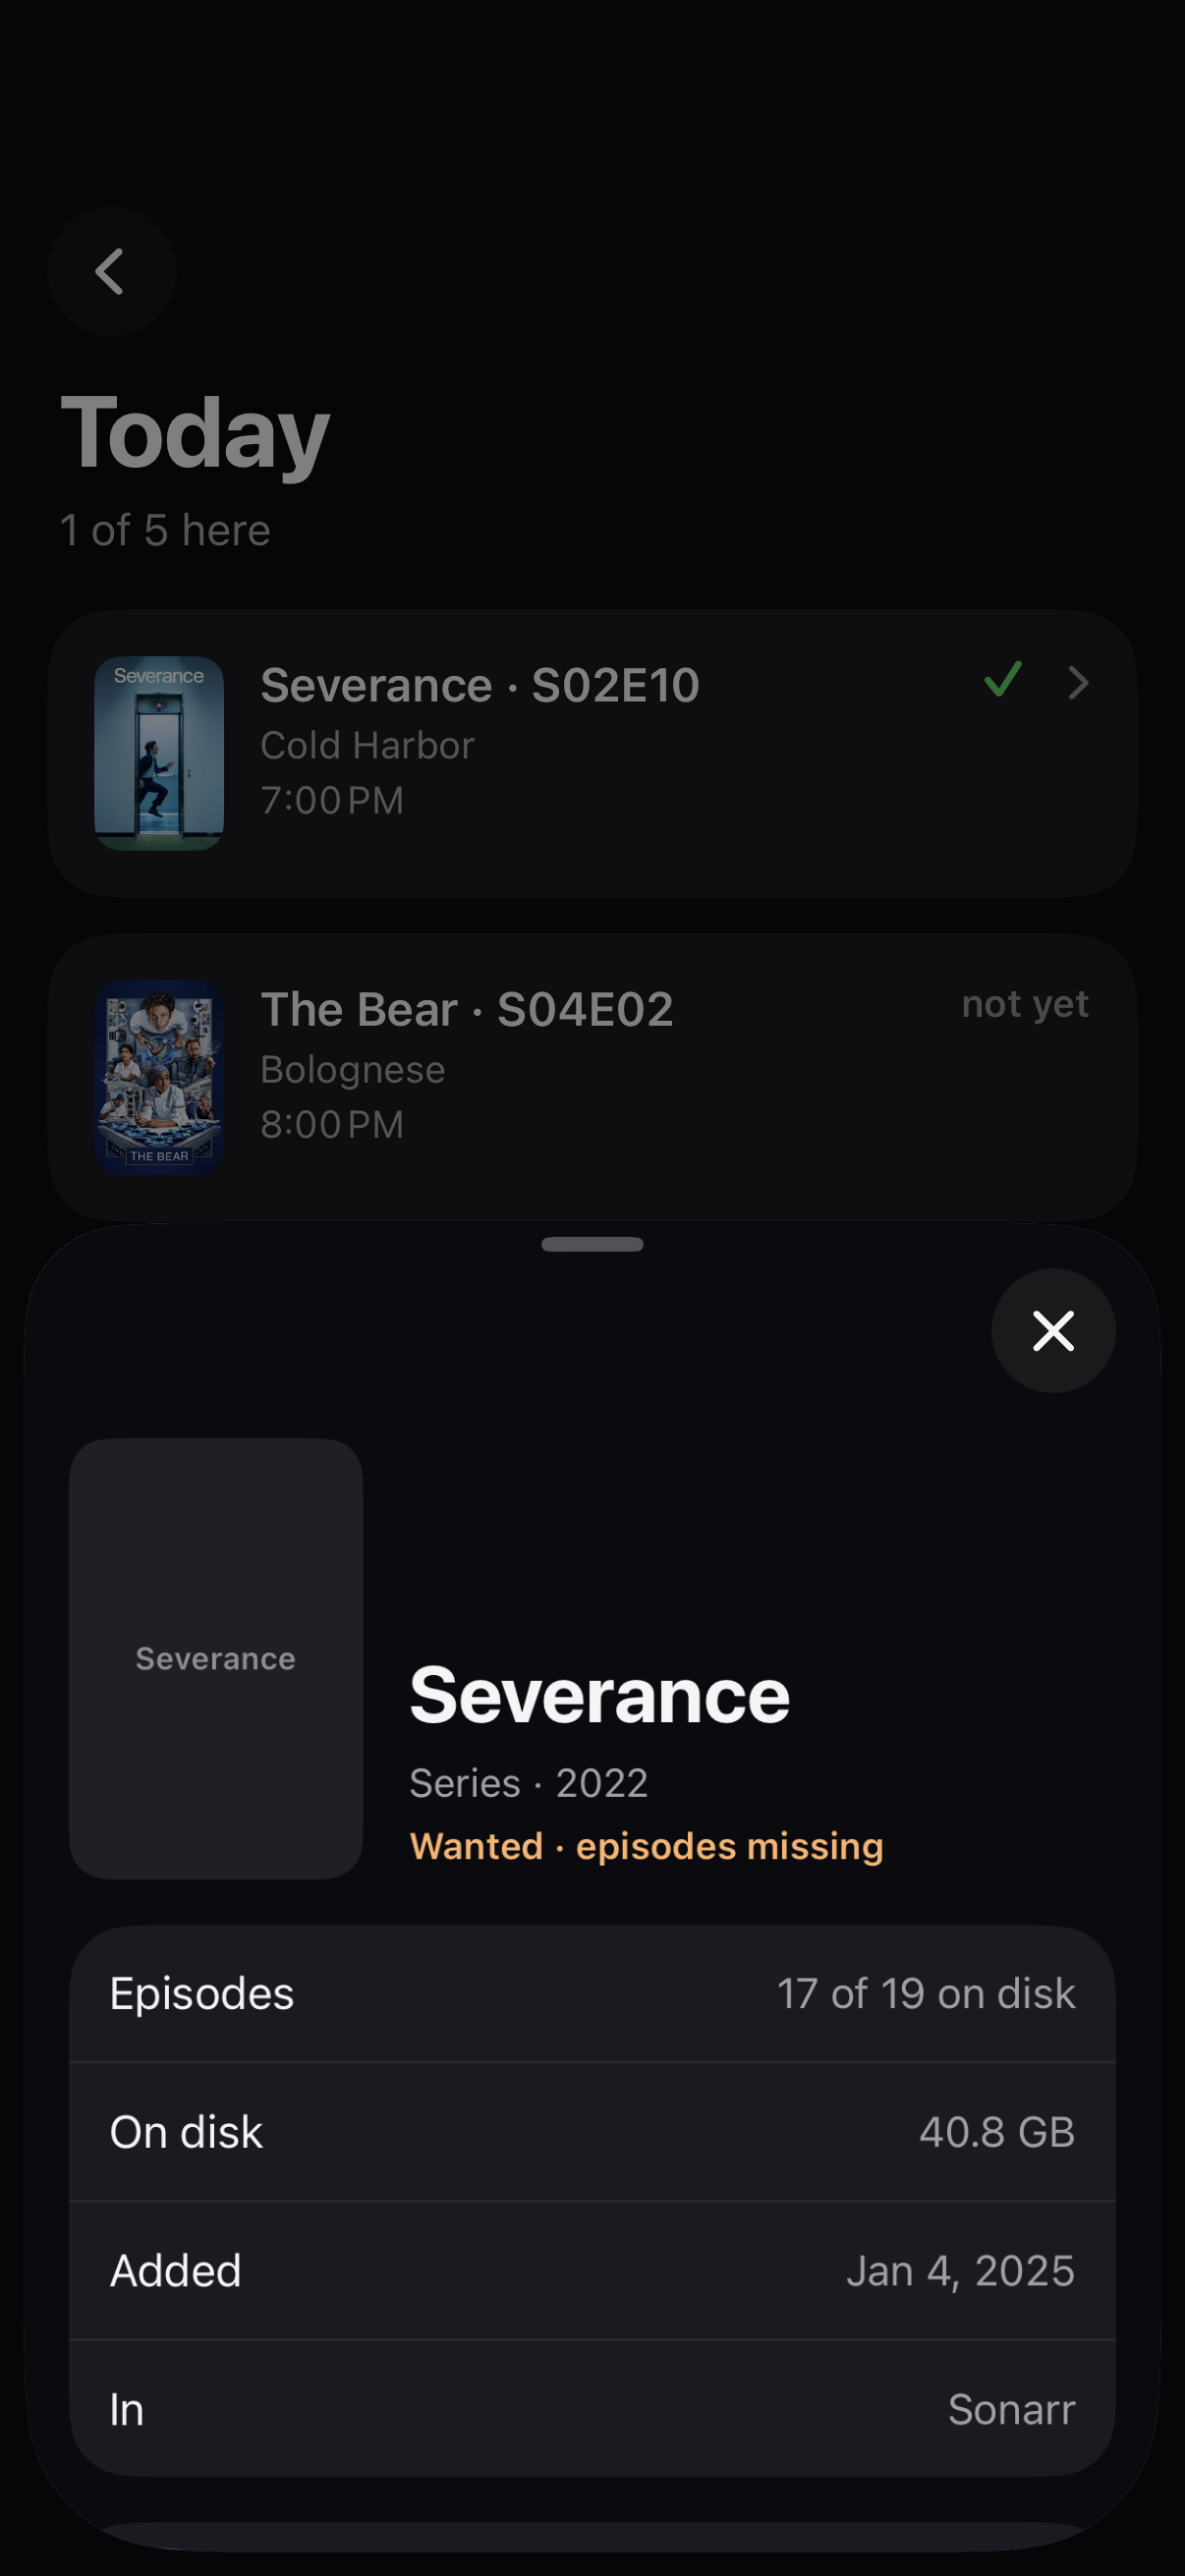 Today
1 of 5 here
Severance
Severance · S02E10
Cold Harbor
7:00 PM
The Bear · S04E02
not yet
Bolognese
8:00 PM
THE BEAR
Severance
Severance
Series · 2022
Wanted · episodes missing
Episodes 17 of 19 on disk
On disk 40.8 GB
Added Jan 4, 2025
In Sonarr